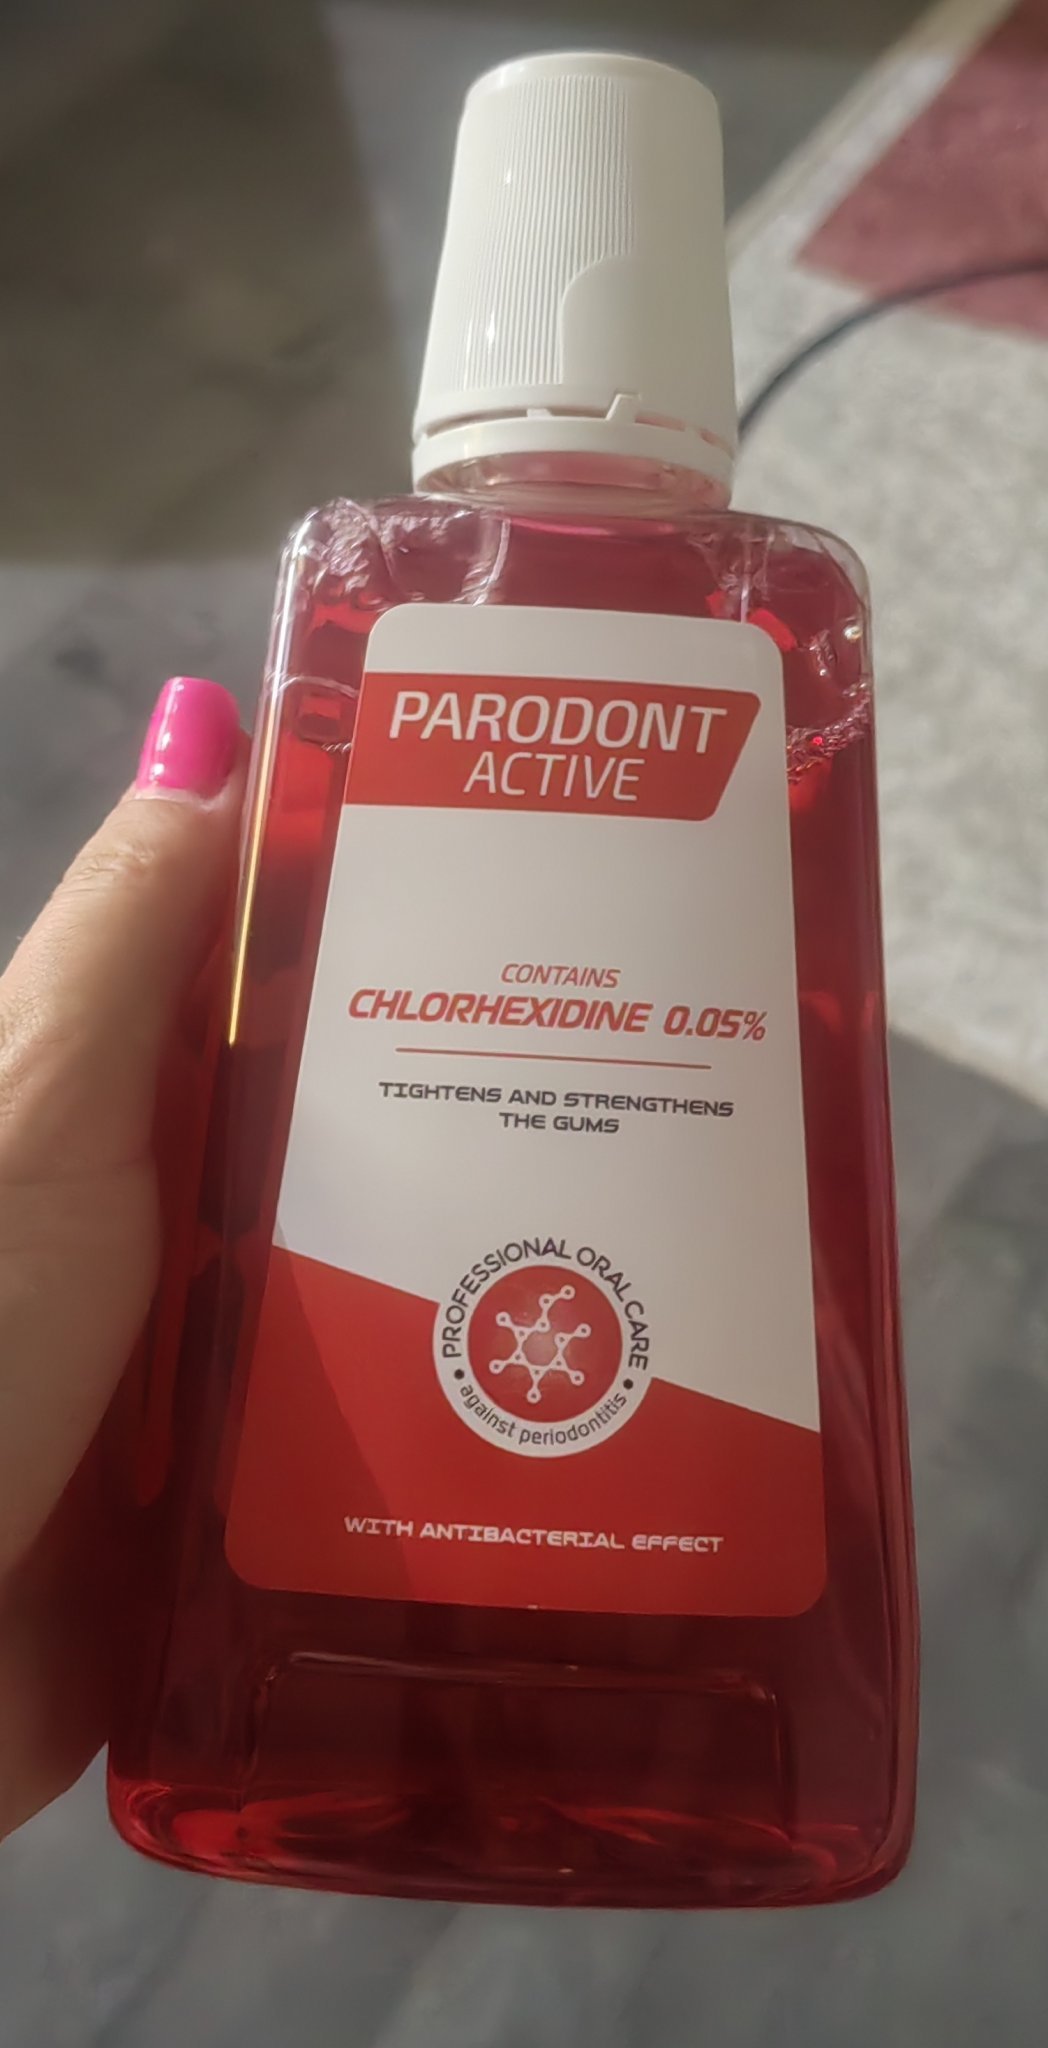 PARODONT
ACTIVE
CONTAINS
CHLORHEXIDINE 0.05%
TIGHTENS AND STRENGTHENS
THE GUMS
PROFESSIONAL ORAL CARE
• against periodontitis •
WITH ANTIBACTERIAL EFFECT